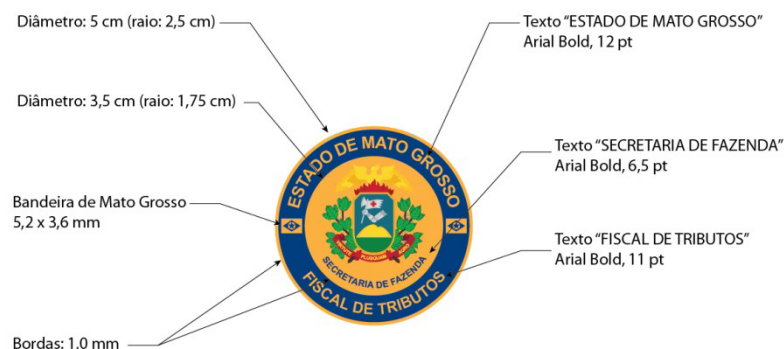 Diâmetro: 5 cm (raio: 2,5 cm)
Texto “ESTADO DE MATO GROSSO”
Arial Bold, 12 pt
Diâmetro: 3,5 cm (raio: 1,75 cm)
Texto “SECRETARIA DE FAZENDA”
Arial Bold, 6,5 pt
Bandeira de Mato Grosso
5,2 x 3,6 mm
Texto “FISCAL DE TRIBUTOS”
Arial Bold, 11 pt
Bordas: 1.0 mm
ESTADO DE MATO GROSSO
PLUSQUAM
SECRETARIA DE FAZENDA
FISCAL DE TRIBUTOS